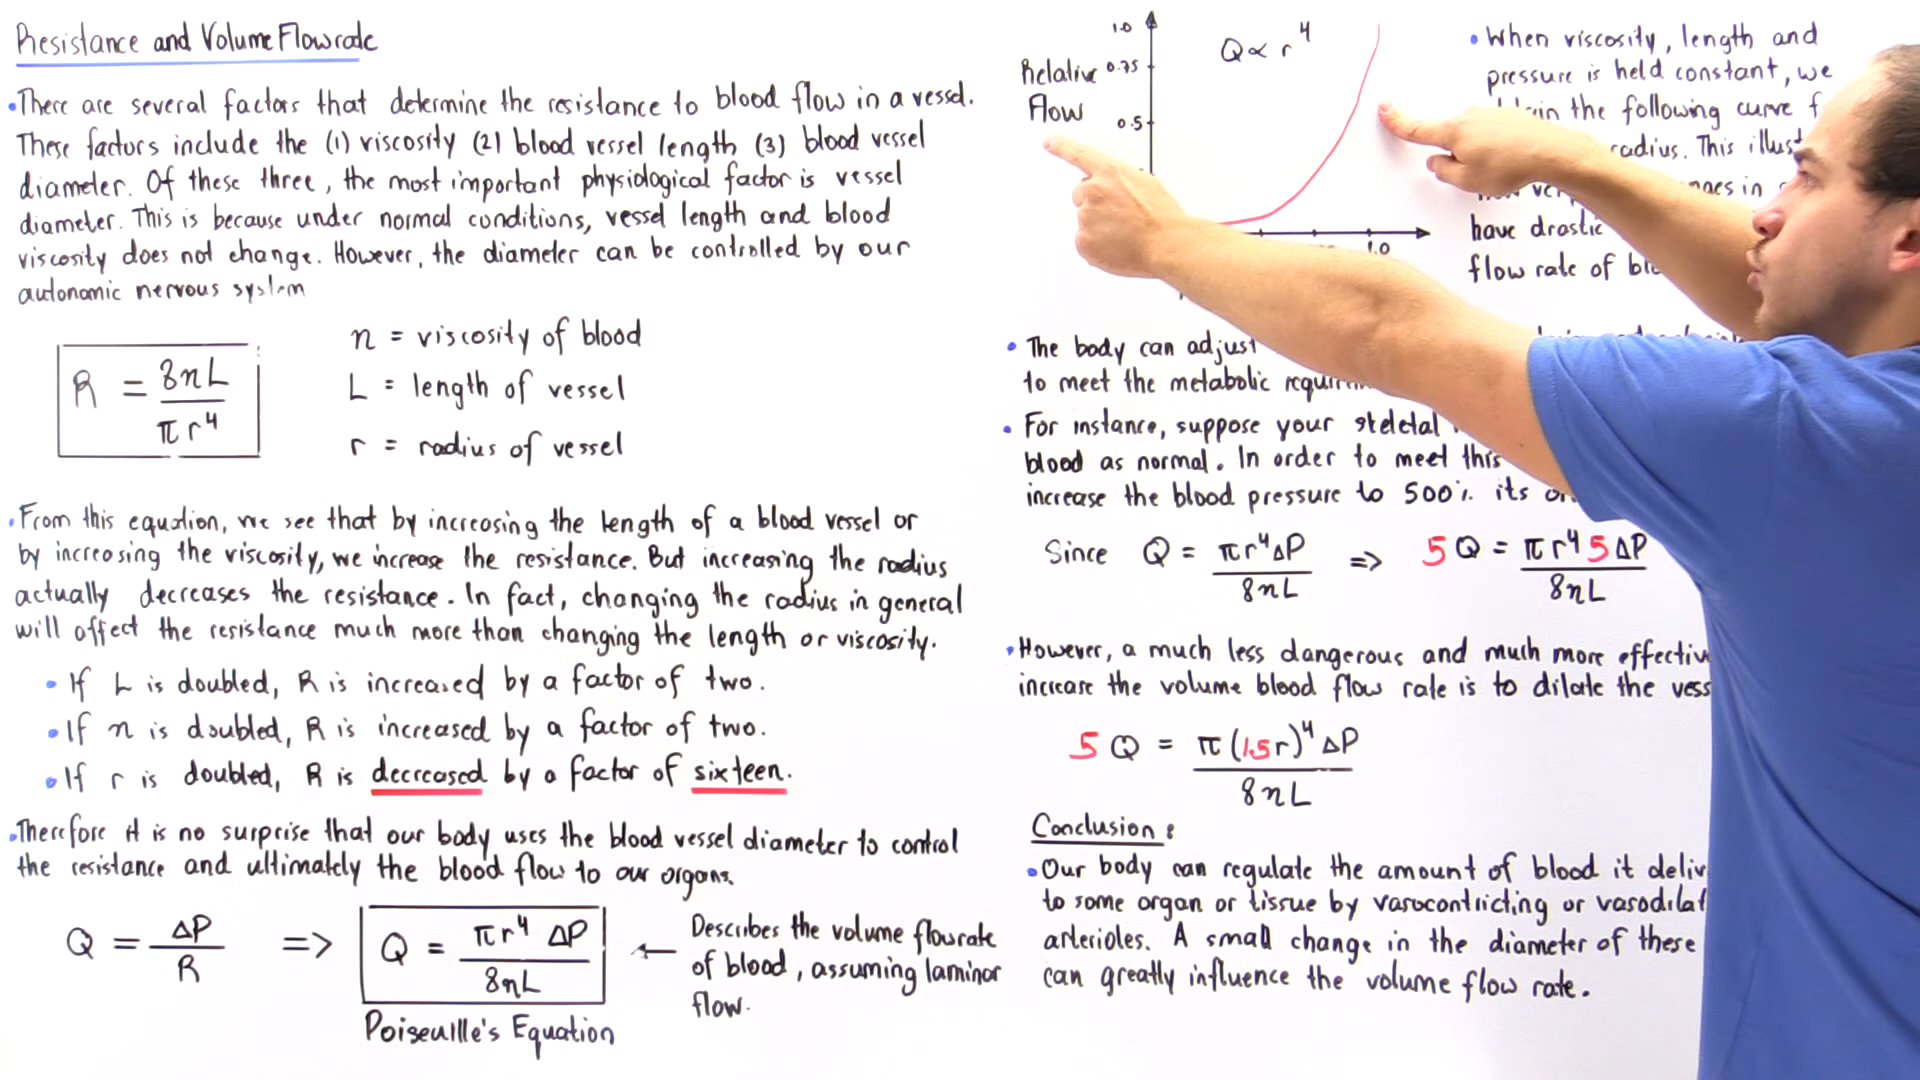 Resistance and Volume Flowrate
• There are several factors that determine the resistance to blood flow in a vessel.
These factors include the (1) viscosity (2) blood vessel length (3) blood vessel
diameter. Of these three, the most important physiological factor is vessel
diameter. This is because under normal conditions, vessel length and blood
viscosity does not change. However, the diameter can be controlled by our
autonomic nervous system
R = 8nL / πr⁴
n = viscosity of blood
L = length of vessel
r = radius of vessel
• From this equation, we see that by increasing the length of a blood vessel or
by increasing the viscosity, we increase the resistance. But increasing the radius
actually decreases the resistance. In fact, changing the radius in general
will affect the resistance much more than changing the length or viscosity.
• If L is doubled, R is increased by a factor of two.
• If n is doubled, R is increased by a factor of two.
• If r is doubled, R is decreased by a factor of sixteen.
• Therefore it is no surprise that our body uses the blood vessel diameter to control
the resistance and ultimately the blood flow to our organs.
Q = ΔP / R => Q = πr⁴ ΔP / 8nL
Poiseuille's Equation
← Describes the volume flowrate
of blood, assuming laminar
flow.
1.0
Relative 0.75
Flow
0.5
Q ∝ r⁴
1.0
• When viscosity, length and
pressure is held constant, we
the following curve
radius. This
in
have drastic
flow rate of
• The body can adjust
to meet the metabolic
• For instance, suppose your skeletal
blood as normal. In order to meet this
increase the blood pressure to 500% its
Since Q = πr⁴ΔP / 8nL => 5Q = πr⁴5ΔP / 8nL
• However, a much less dangerous and much more
increase the volume blood flow rate is to dilate the
5Q = π(1.5r)⁴ΔP / 8nL
Conclusion:
• Our body can regulate the amount of blood it
to some organ or tissue by vasocontricting or
arterioles. A small change in the diameter of these
can greatly influence the volume flow rate.